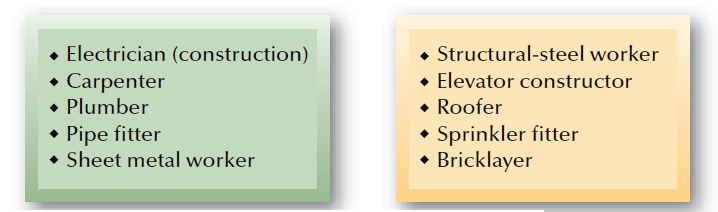 ◆ Electrician (construction)
◆ Carpenter
◆ Plumber
◆ Pipe fitter
◆ Sheet metal worker
◆ Structural-steel worker
◆ Elevator constructor
◆ Roofer
◆ Sprinkler fitter
◆ Bricklayer